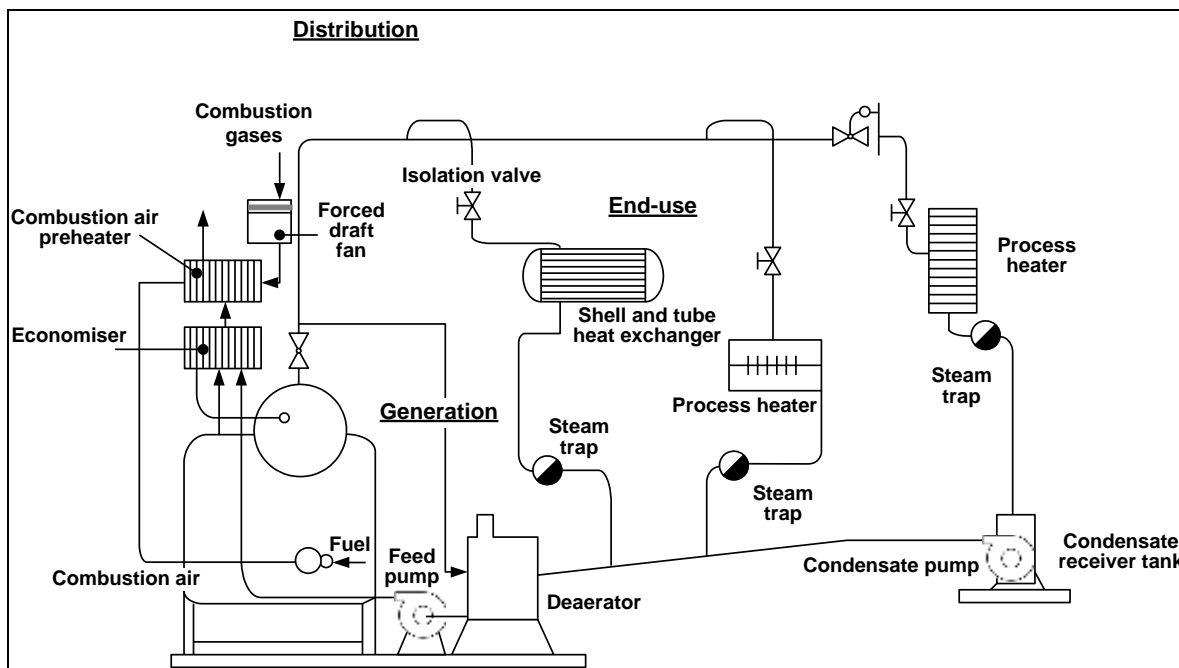 Distribution
Combustion
gases
Isolation valve
End-use
Combustion air
preheater
Forced
draft
fan
Process
heater
Economiser
Shell and tube
heat exchanger
Steam
trap
Generation
Process heater
Steam
trap
Steam
trap
Fuel
Feed
pump
Combustion air
Deaerator
Condensate pump
Condensate
receiver tank